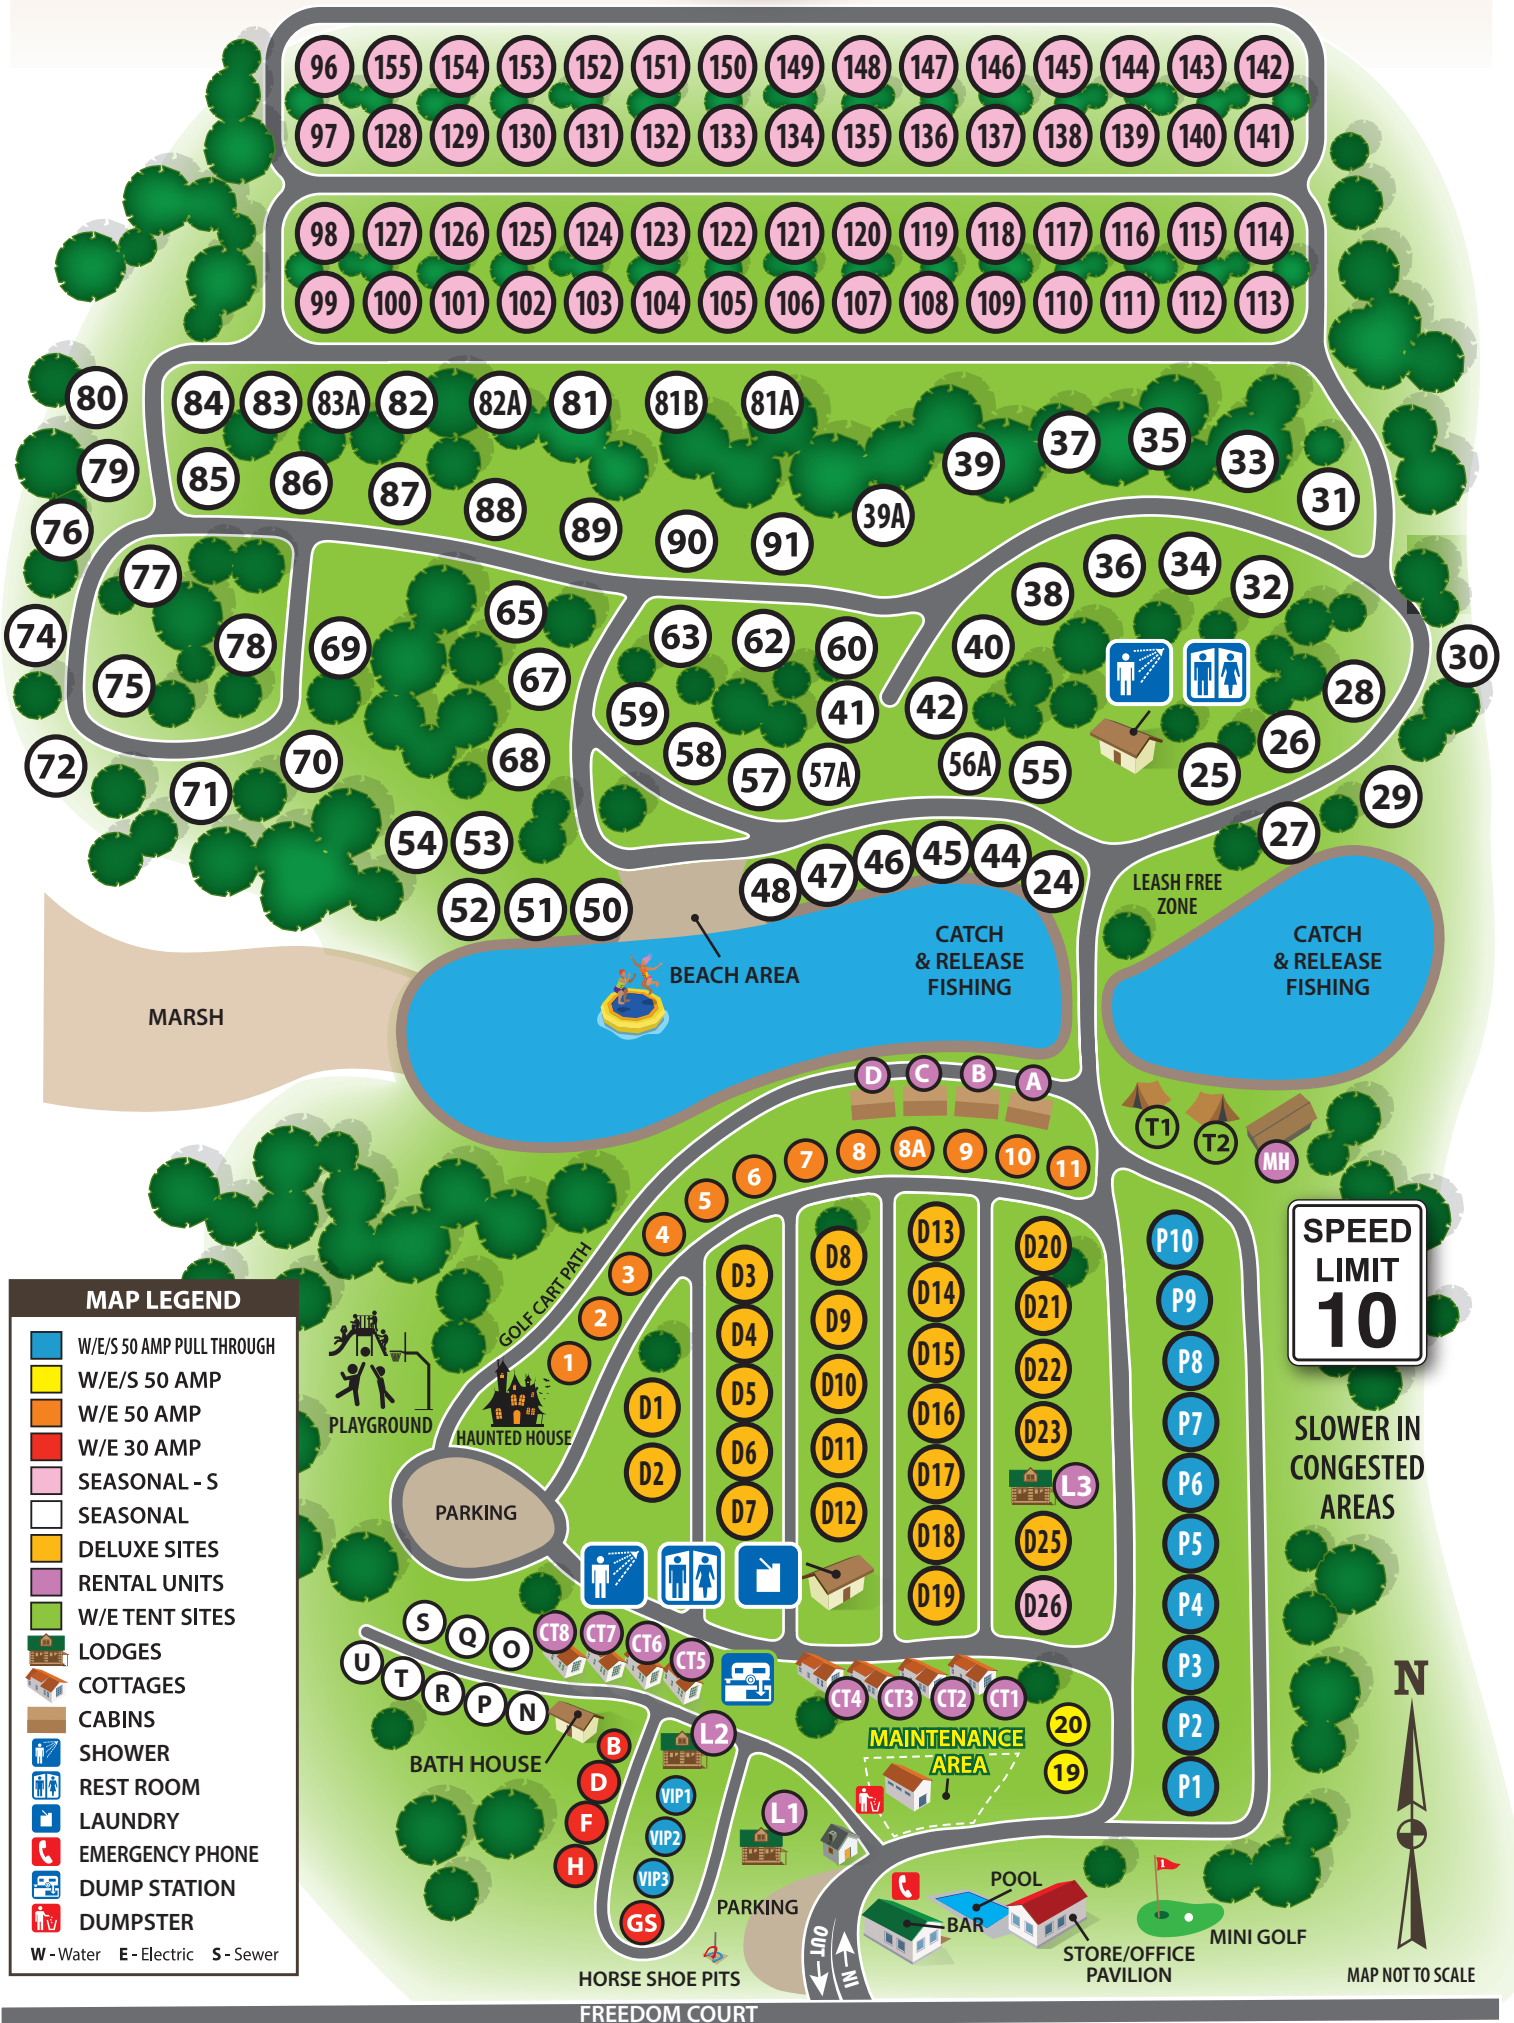 96 155 154 153 152 151 150 149 148 147 146 145 144 143 142
97 128 129 130 131 132 133 134 135 136 137 138 139 140 141
98 127 126 125 124 123 122 121 120 119 118 117 116 115 114
99 100 101 102 103 104 105 106 107 108 109 110 111 112 113
80 84 83 83A 82 82A 81 81B 81A
39 37 35 33 31
79 85 86 87 88 89 90 91 39A
76
77 65 38 36 34 32
74 78 69 63 62 60 40 30
75 67 59 41 42 28
72 71 70 68 58 57 57A 56A 55 25 26 29
54 53 27
52 51 50 48 47 46 45 44 24
LEASH FREE
ZONE
BEACH AREA
CATCH
& RELEASE
FISHING
CATCH
& RELEASE
FISHING
MARSH
D C B A
T1 T2 MH
1 2 3 4 5 6 7 8 8A 9 10 11
GOLF CART PATH
PLAYGROUND
HAUNTED HOUSE
PARKING
D1
D2
D3
D4
D5
D6
D7
D8
D9
D10
D11
D12
D13
D14
D15
D16
D17
D18
D19
D20
D21
D22
D23
L3
D25
D26
P10
P9
P8
P7
P6
P5
P4
P3
P2
P1
SPEED
LIMIT
10
SLOWER IN
CONGESTED
AREAS
MAP LEGEND
W/E/S 50 AMP PULL THROUGH
W/E/S 50 AMP
W/E 50 AMP
W/E 30 AMP
SEASONAL - S
SEASONAL
DELUXE SITES
RENTAL UNITS
W/E TENT SITES
LODGES
COTTAGES
CABINS
SHOWER
REST ROOM
LAUNDRY
EMERGENCY PHONE
DUMP STATION
DUMPSTER
W - Water E - Electric S - Sewer
S Q O CT8 CT7 CT6 CT5
U T R P N
CT4 CT3 CT2 CT1
BATH HOUSE
B
D
F
H
L2
VIP1
VIP2
VIP3
GS
L1
MAINTENANCE
AREA
20
19
PARKING
HORSE SHOE PITS
OUT
IN
POOL
BAR
STORE/OFFICE
PAVILION
1
MINI GOLF
N
MAP NOT TO SCALE
FREEDOM COURT